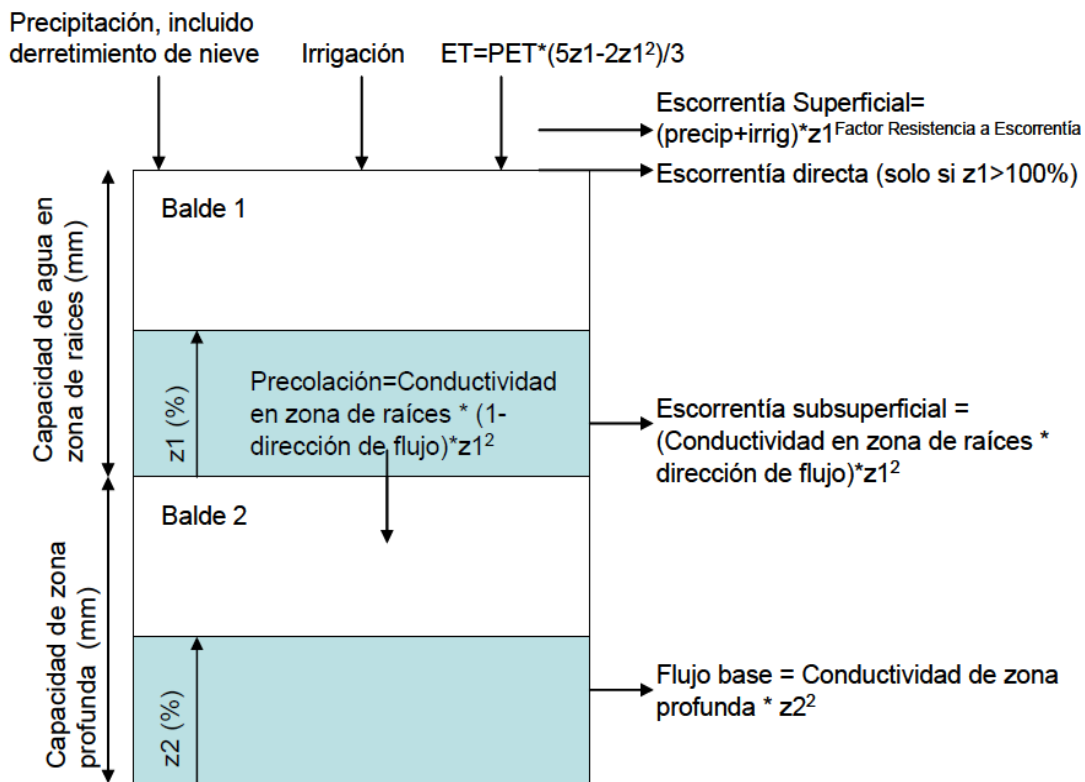 Precipitación, incluido
derretimiento de nieve
Irrigación
ET=PET*(5z1-2z1²)/3
Escorrentía Superficial=
(precip+irrig)*z1^Factor Resistencia a Escorrentía
Escorrentía directa (solo si z1>100%)
Capacidad de agua en
zona de raices (mm)
Balde 1
z1 (%)
Precolación=Conductividad
en zona de raíces * (1-
dirección de flujo)*z1²
Escorrentía subsuperficial =
(Conductividad en zona de raíces *
dirección de flujo)*z1²
Capacidad de zona
profunda (mm)
Balde 2
z2 (%)
Flujo base = Conductividad de zona
profunda * z2²